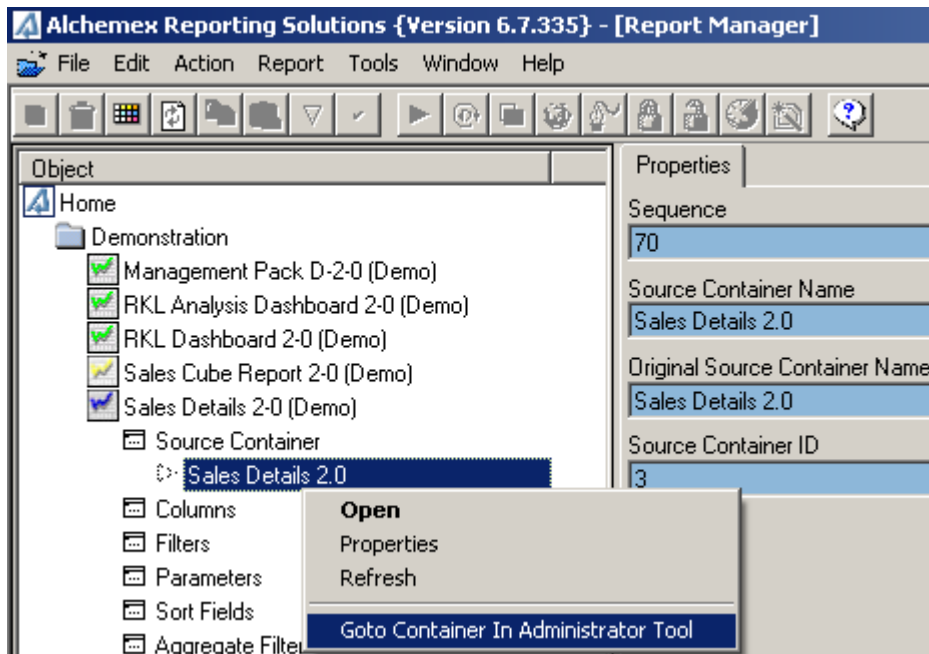 Alchemex Reporting Solutions {Version 6.7.335} - [Report Manager]
File Edit Action Report Tools Window Help
Object
Home
Demonstration
Management Pack D-2-0 (Demo)
RKL Analysis Dashboard 2-0 (Demo)
RKL Dashboard 2-0 (Demo)
Sales Cube Report 2-0 (Demo)
Sales Details 2-0 (Demo)
Source Container
Sales Details 2.0
Columns
Filters
Parameters
Sort Fields
Aggregate Filter
Open
Properties
Refresh
Goto Container In Administrator Tool
Properties
Sequence
70
Source Container Name
Sales Details 2.0
Original Source Container Name
Sales Details 2.0
Source Container ID
3